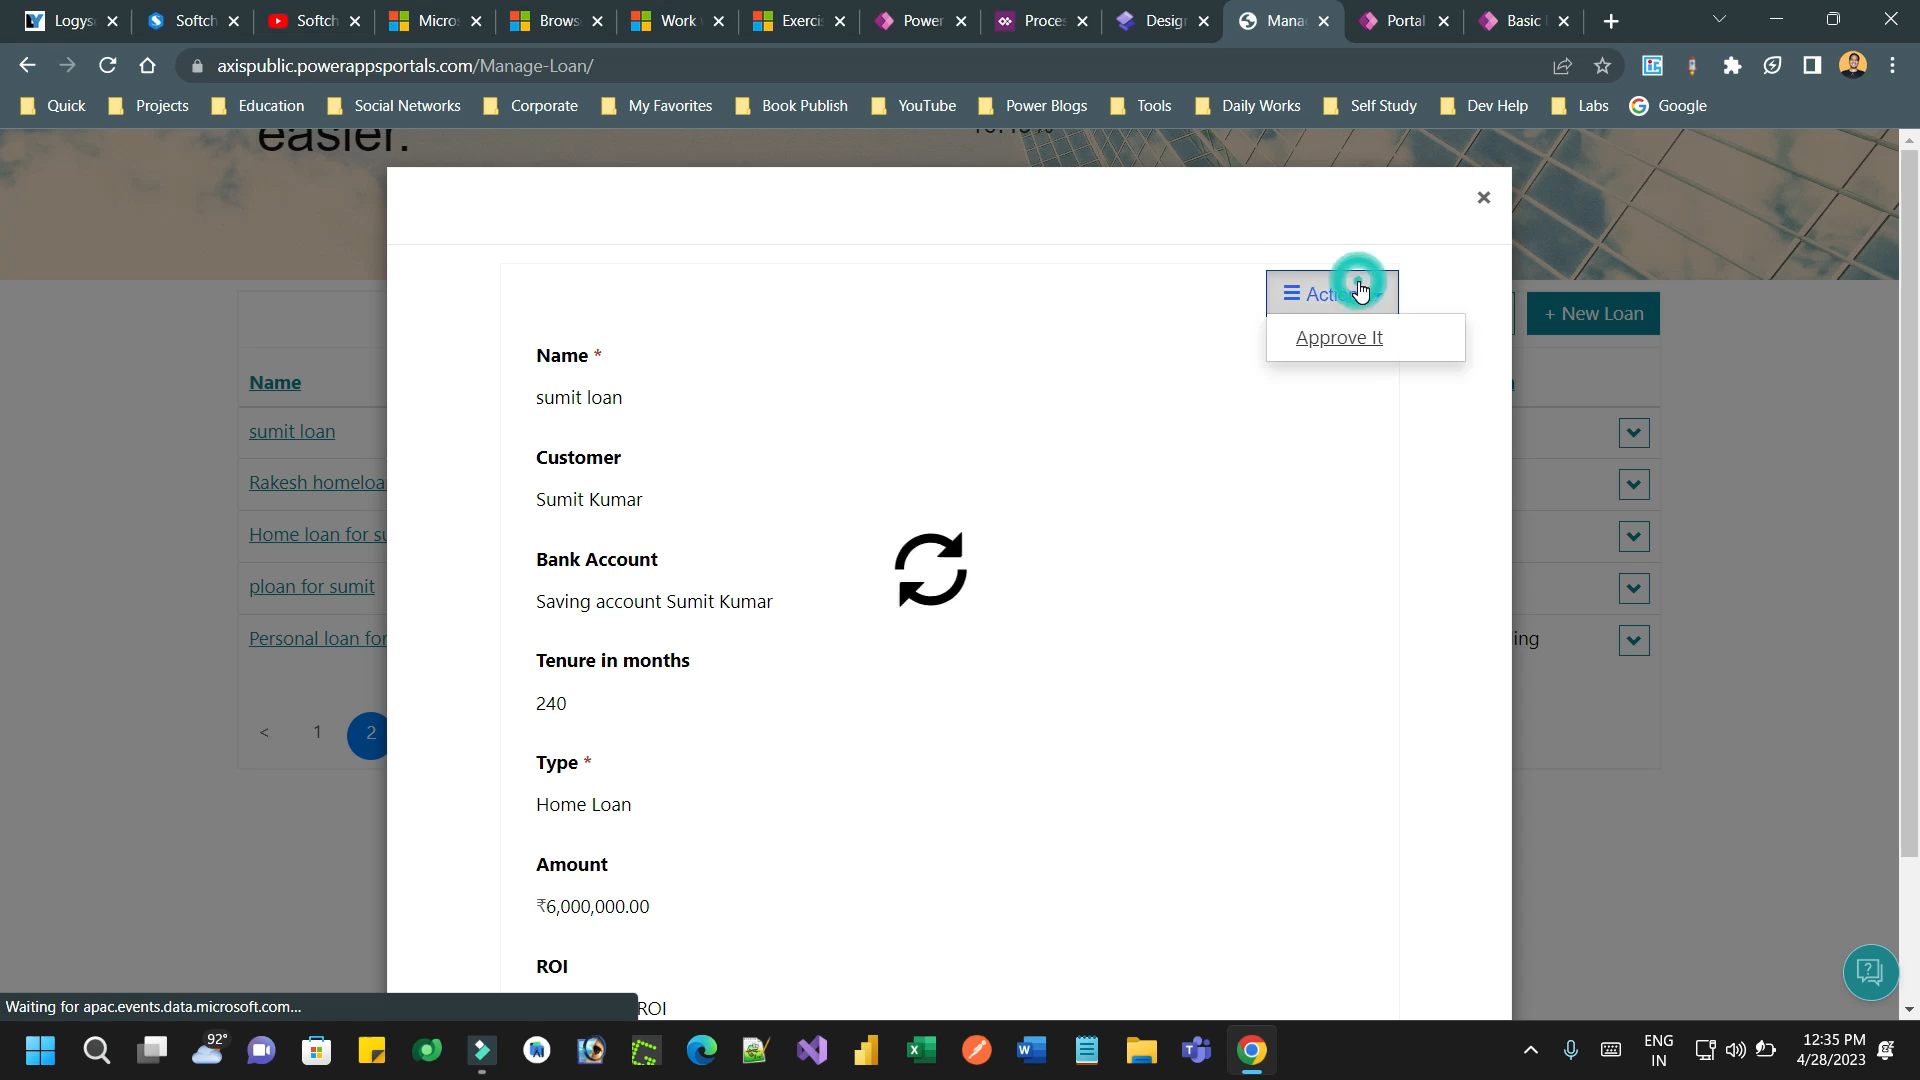 Logys
Softch
Softch
Micro
Brows
Work
Exerci
Power
Proce
Desig
Mana
Portal
Basic
axispublic.powerappsportals.com/Manage-Loan/
Quick Projects Education Social Networks Corporate My Favorites Book Publish YouTube Power Blogs Tools Daily Works Self Study Dev Help Labs Google
easier.
×
Acti
Approve It
+ New Loan
Name
sumit loan
Rakesh homeloa
Home loan for su
ploan for sumit
Personal loan for
ing
< 1 2
Name *
sumit loan
Customer
Sumit Kumar
Bank Account
Saving account Sumit Kumar
Tenure in months
240
Type *
Home Loan
Amount
₹6,000,000.00
ROI
ROI
Waiting for apac.events.data.microsoft.com...
92°
ENG
IN
12:35 PM
4/28/2023